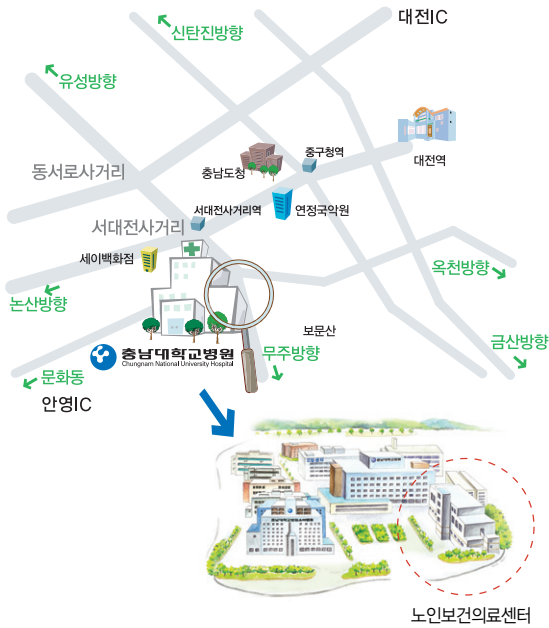 대전IC
신탄진방향
유성방향
중구청역
대전역
동서로사거리
충남도청
서대전사거리역
연정국악원
서대전사거리
세이백화점
옥천방향
논산방향
보문산
금산방향
충남대학교병원
Chungnam National University Hospital
무주방향
문화동
안영IC
노인보건의료센터